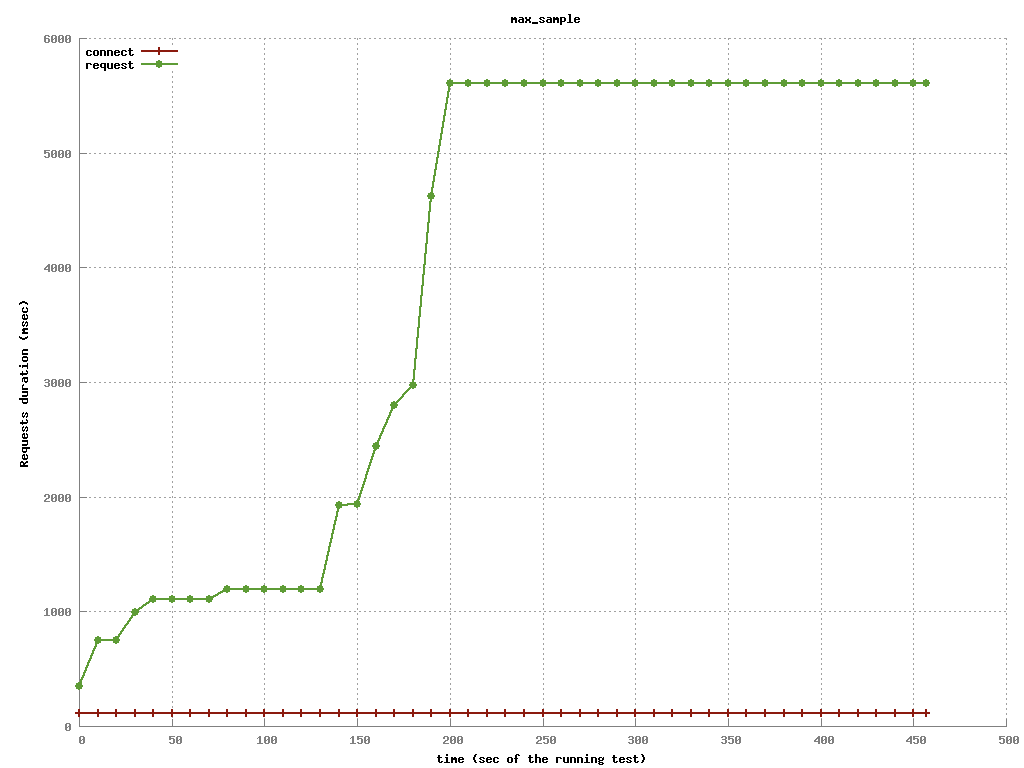 max_sample
connect
request
6000
5000
4000
3000
2000
1000
0
Requests duration (msec)
0 50 100 150 200 250 300 350 400 450 500
time (sec of the running test)